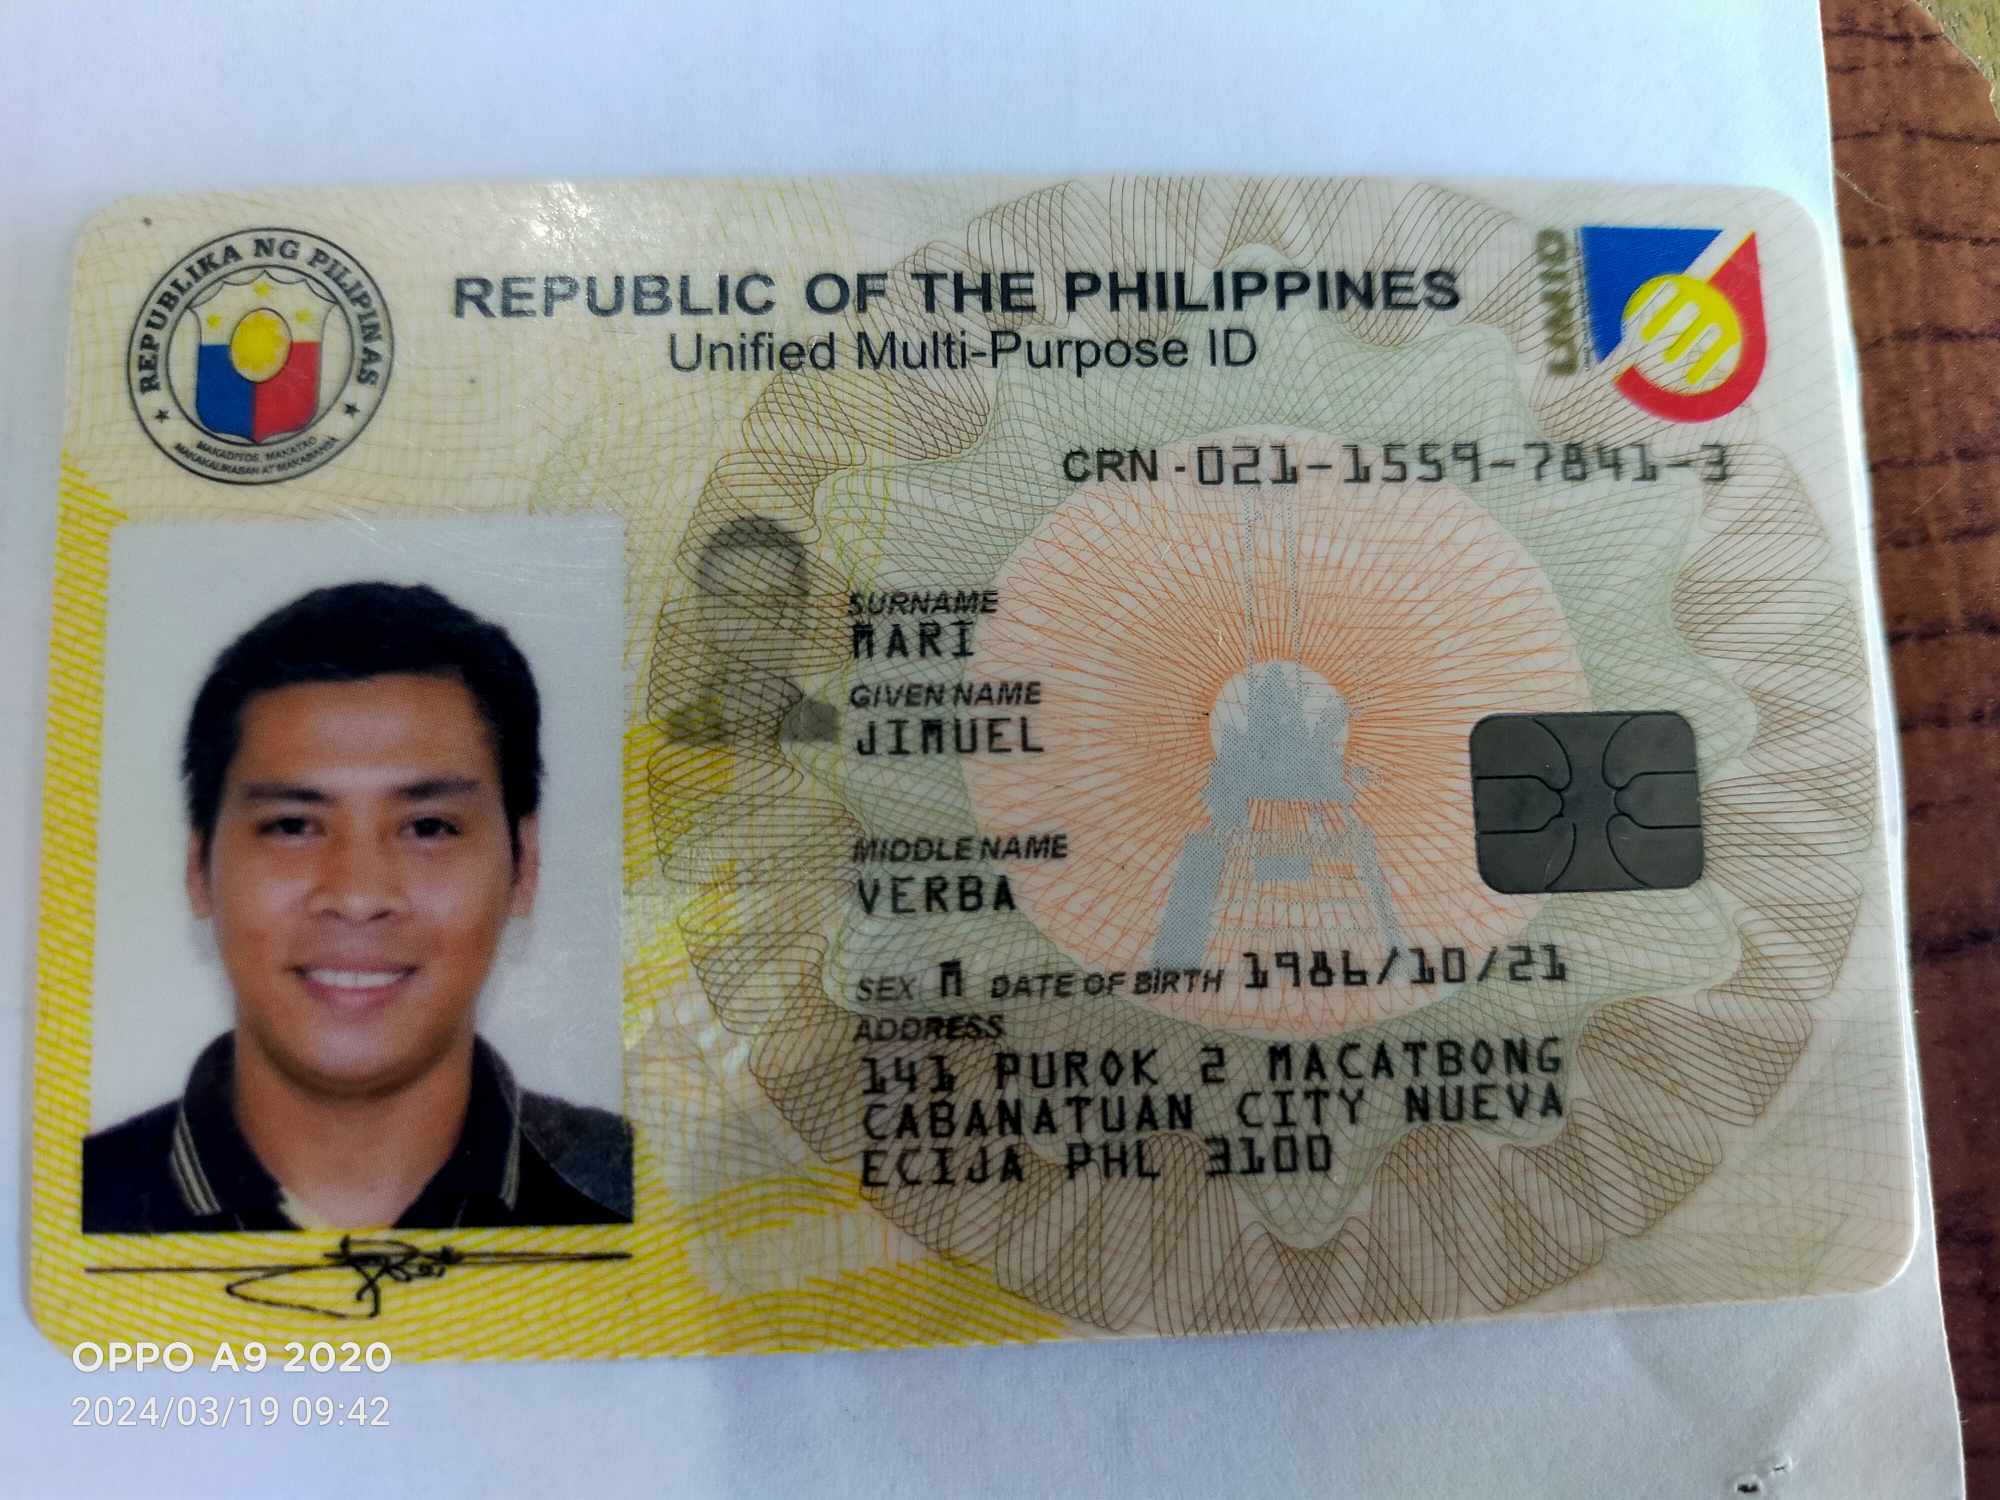 REPUBLIKA NG PILIPINAS
MAKADIYOS, MAKATAO
MAKAKALIKASAN AT MAKABANSA
REPUBLIC OF THE PHILIPPINES
Unified Multi-Purpose ID
UMID
CRN-021-1559-7841-3
SURNAME
MARI
GIVEN NAME
JIMUEL
MIDDLE NAME
VERBA
SEX M DATE OF BIRTH 1986/10/21
ADDRESS
141 PUROK 2 MACATBONG
CABANATUAN CITY NUEVA
ECIJA PHL 3100
OPPO A9 2020
2024/03/19 09:42